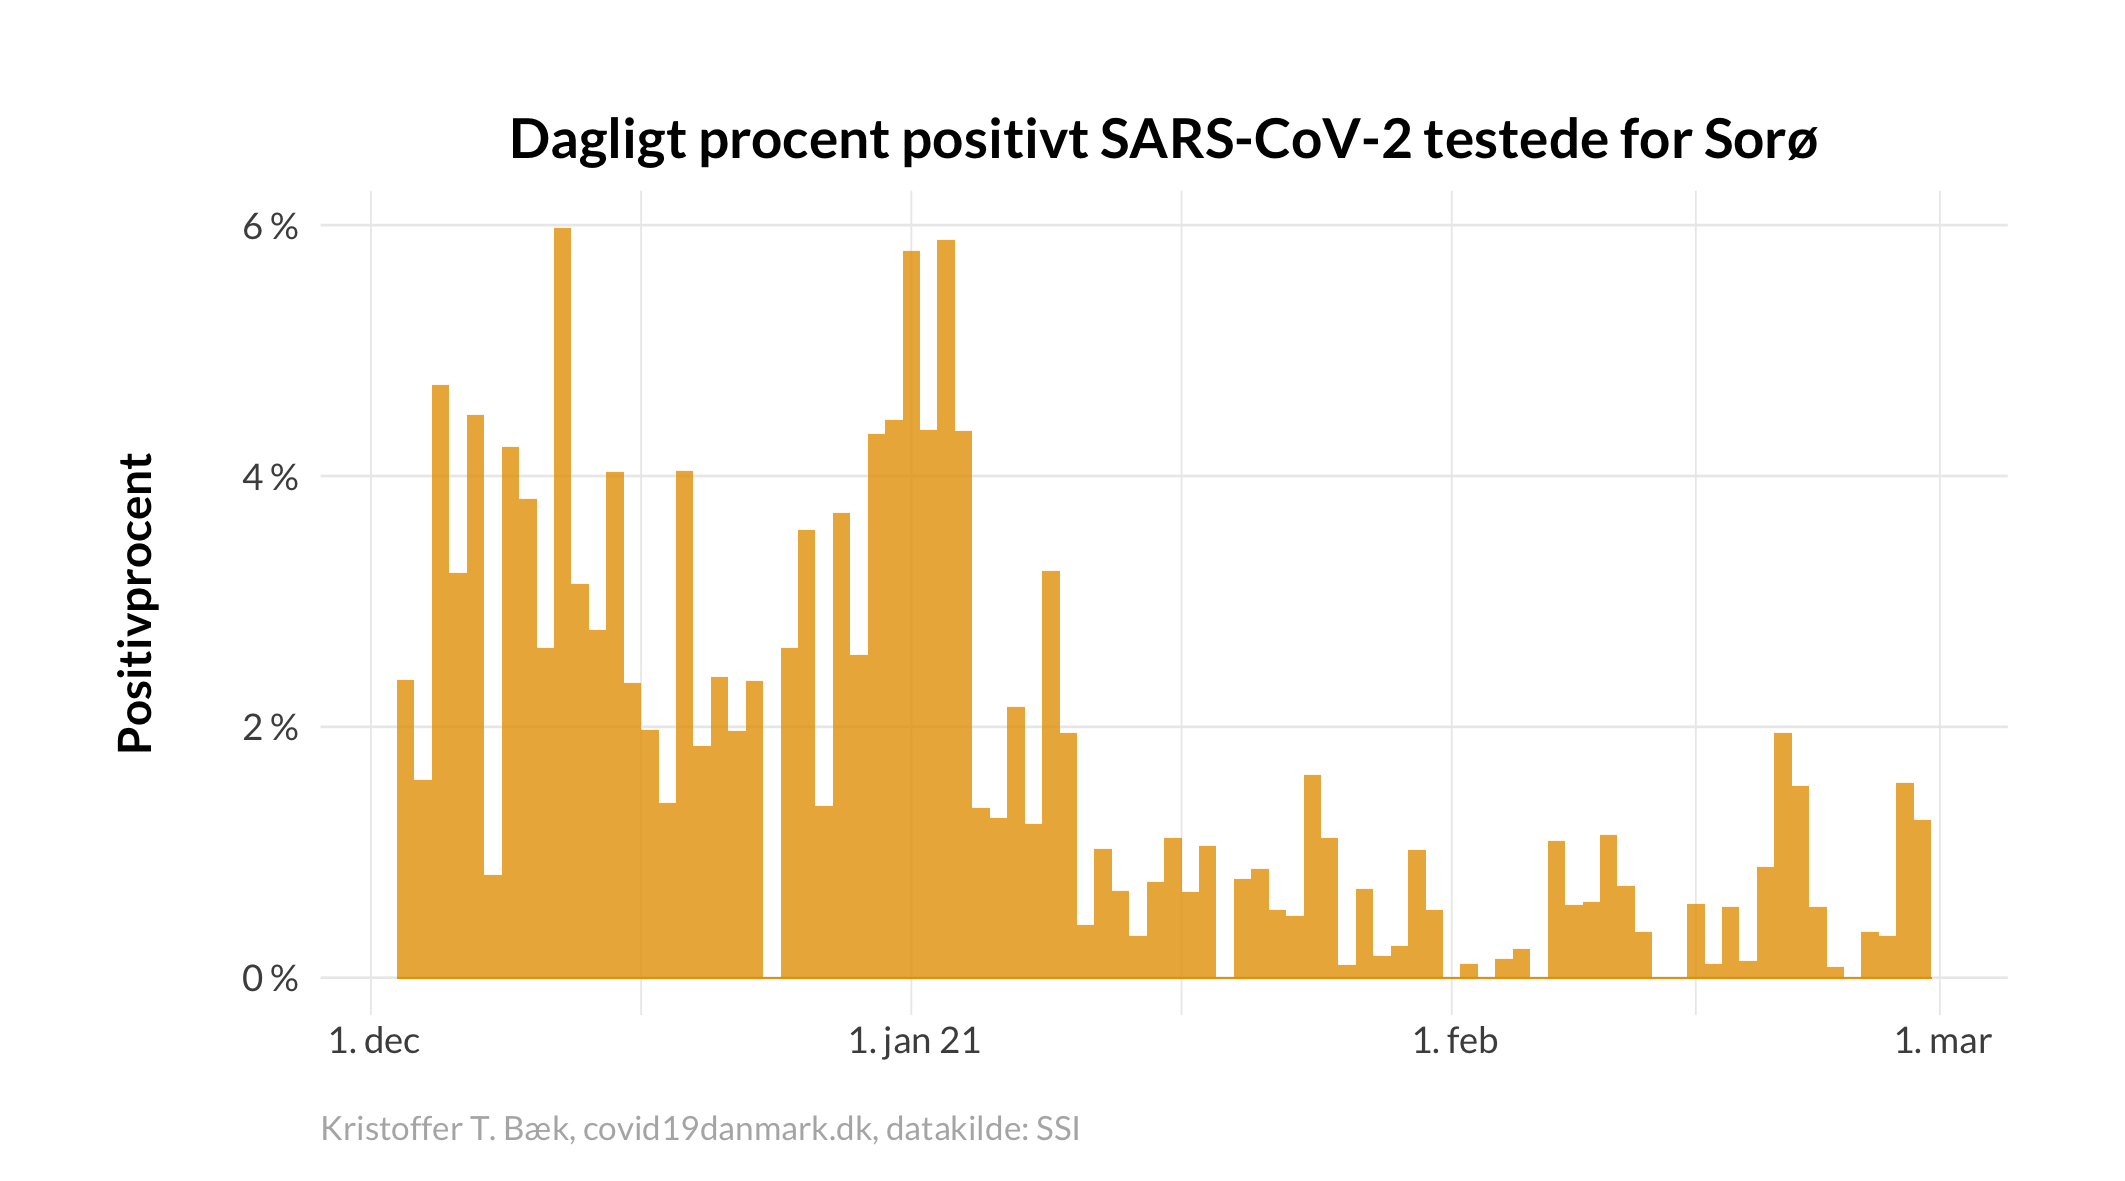 Dagligt procent positivt SARS-CoV-2 testede for Sorø
Positivprocent
6 %
4 %
2 %
0 %
1. dec
1. jan 21
1. feb
1. mar
Kristoffer T. Bæk, covid19danmark.dk, datakilde: SSI